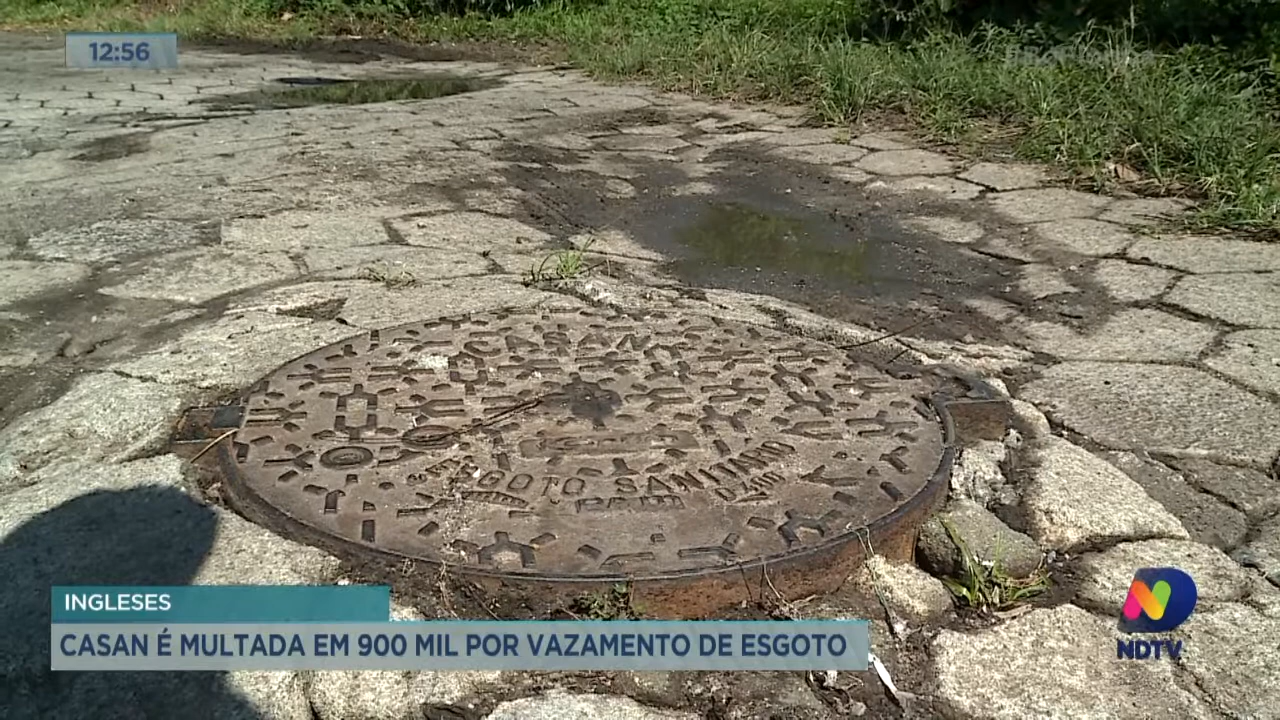 12:56
CASAN
ESGOTO SANITÁRIO
INGLESES
CASAN É MULTADA EM 900 MIL POR VAZAMENTO DE ESGOTO
NDTV